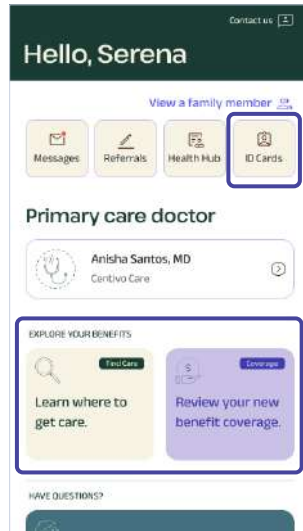 Contact us
Hello, Serena
View a family member
Messages
Referrals
Health Hub
ID Cards
Primary care doctor
Anisha Santos, MD
Centivo Care
EXPLORE YOUR BENEFITS
Find Care
Learn where to
get care.
Coverage
Review your new
benefit coverage.
HAVE QUESTIONS?